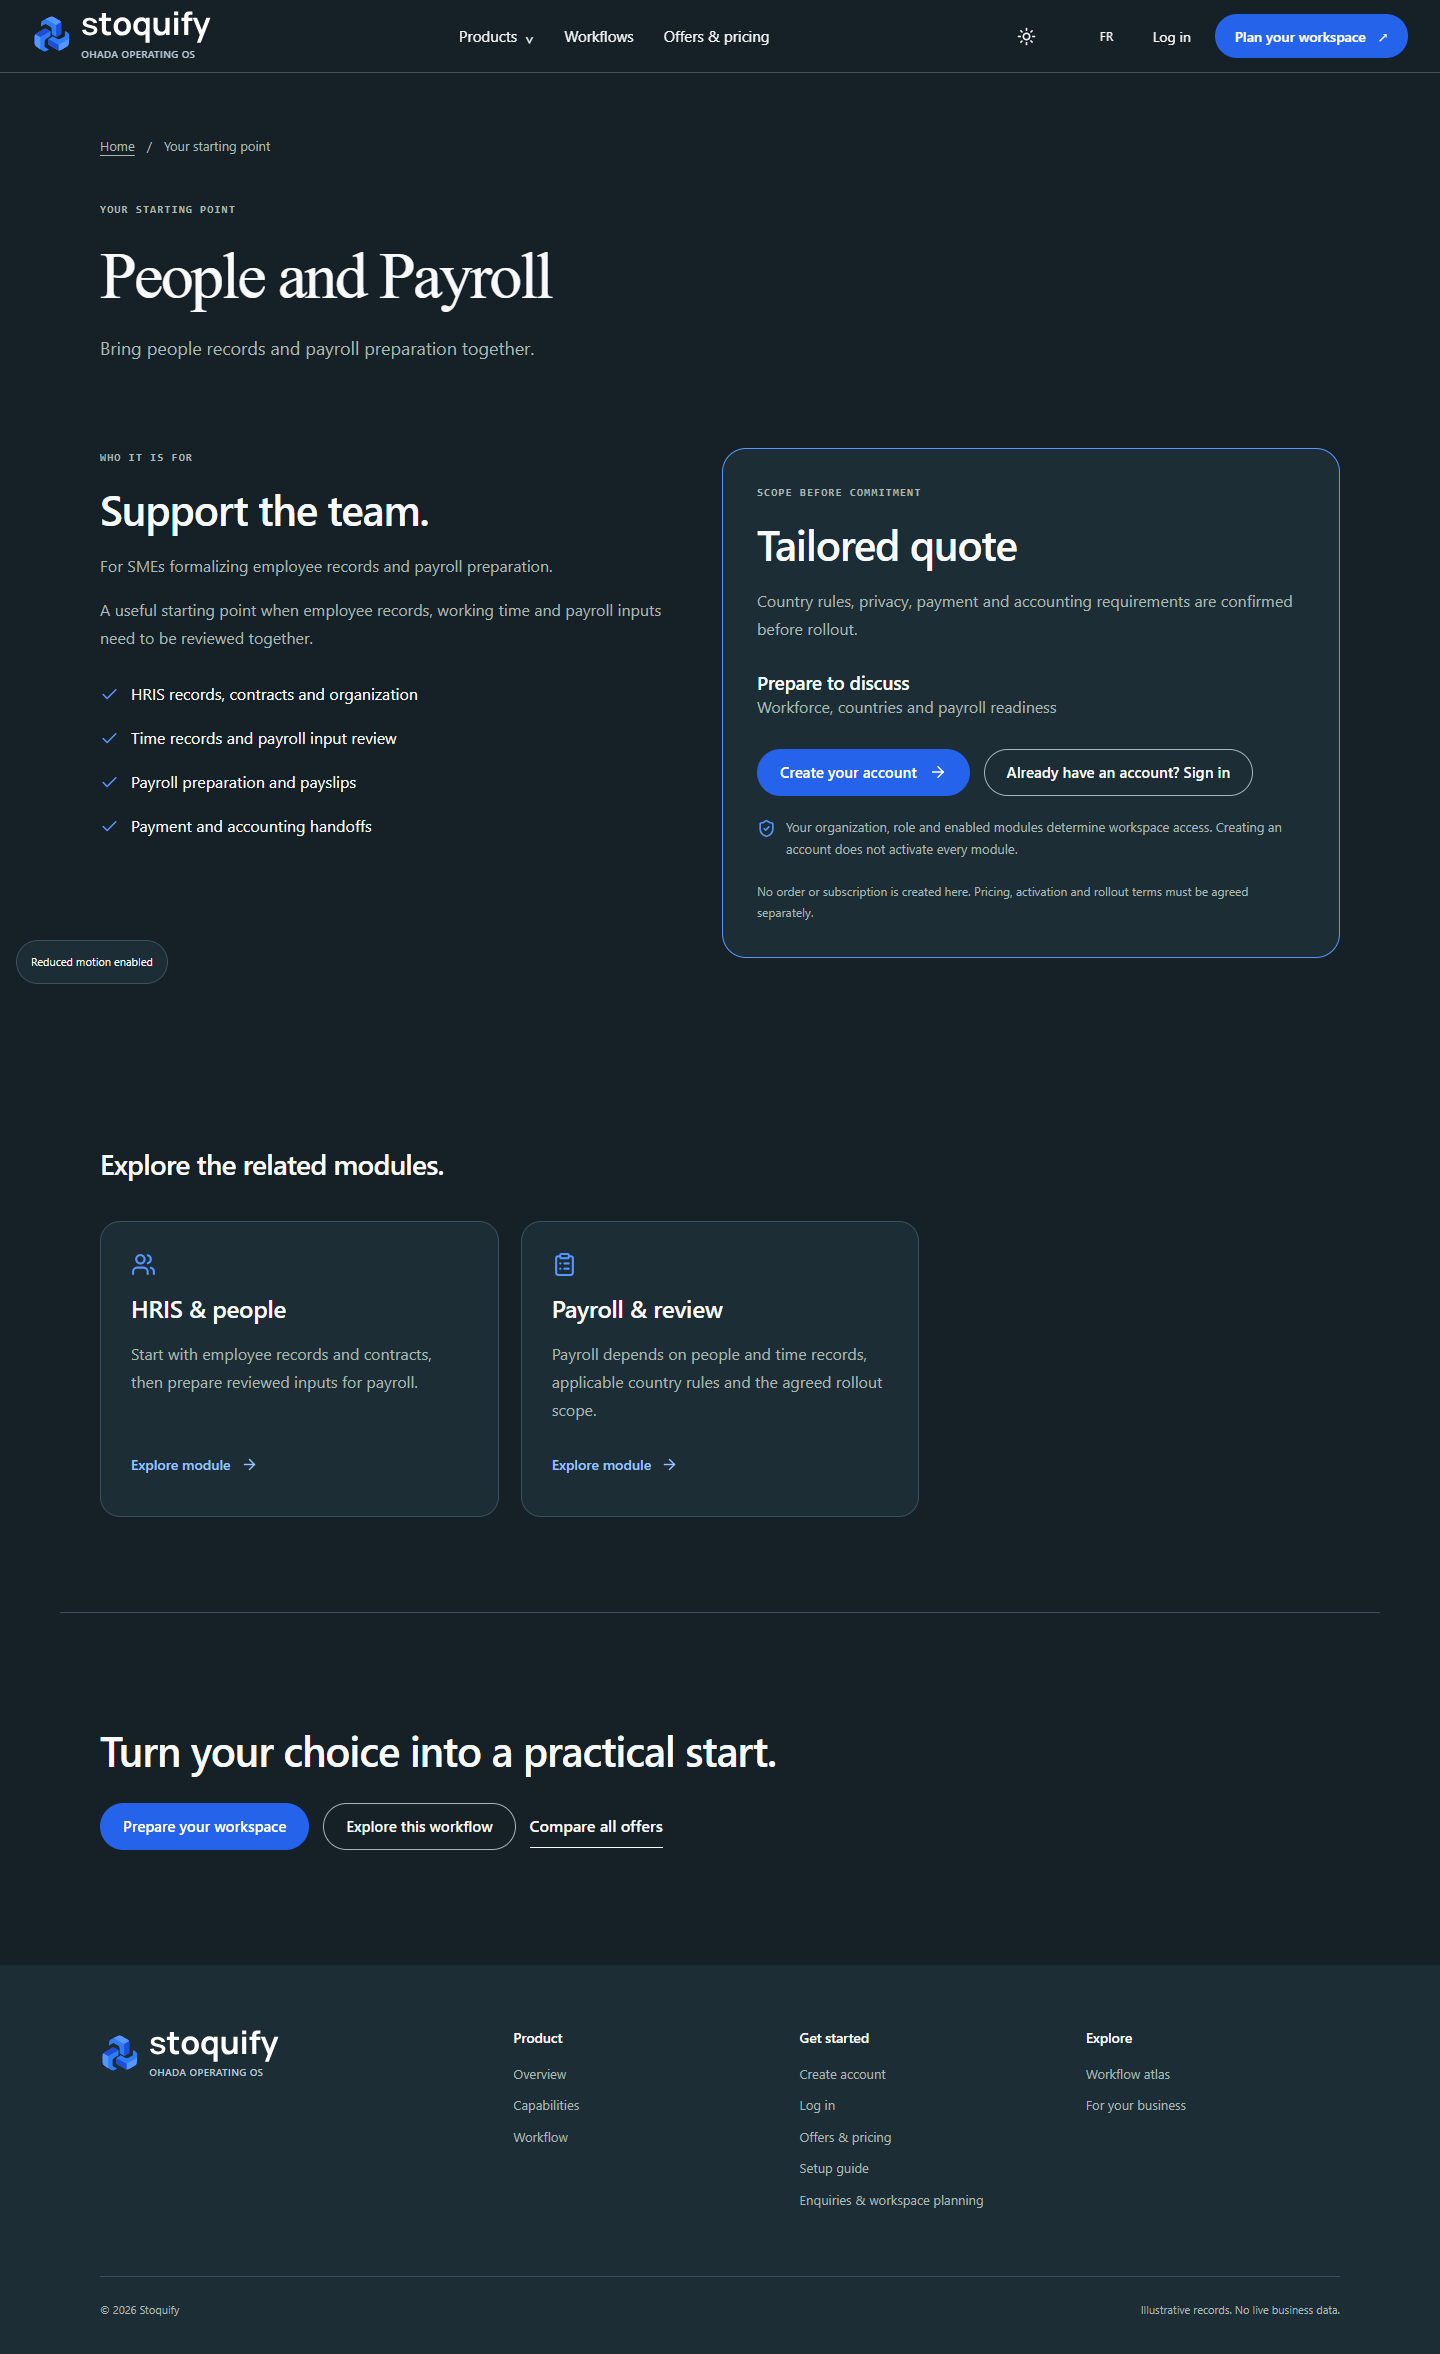 stoquify
OHADA OPERATING OS
Products
Workflows
Offers & pricing
FR
Log in
Plan your workspace ↗
Home / Your starting point
YOUR STARTING POINT
People and Payroll
Bring people records and payroll preparation together.
WHO IT IS FOR
Support the team.
For SMEs formalizing employee records and payroll preparation.
A useful starting point when employee records, working time and payroll inputs
need to be reviewed together.
HRIS records, contracts and organization
Time records and payroll input review
Payroll preparation and payslips
Payment and accounting handoffs
SCOPE BEFORE COMMITMENT
Tailored quote
Country rules, privacy, payment and accounting requirements are confirmed
before rollout.
Prepare to discuss
Workforce, countries and payroll readiness
Create your account
Already have an account? Sign in
Your organization, role and enabled modules determine workspace access. Creating an
account does not activate every module.
No order or subscription is created here. Pricing, activation and rollout terms must be agreed
separately.
Reduced motion enabled
Explore the related modules.
HRIS & people
Start with employee records and contracts,
then prepare reviewed inputs for payroll.
Explore module
Payroll & review
Payroll depends on people and time records,
applicable country rules and the agreed rollout
scope.
Explore module
Turn your choice into a practical start.
Prepare your workspace
Explore this workflow
Compare all offers
stoquify
OHADA OPERATING OS
Product
Overview
Capabilities
Workflow
Get started
Create account
Log in
Offers & pricing
Setup guide
Enquiries & workspace planning
Explore
Workflow atlas
For your business
© 2026 Stoquify
Illustrative records. No live business data.